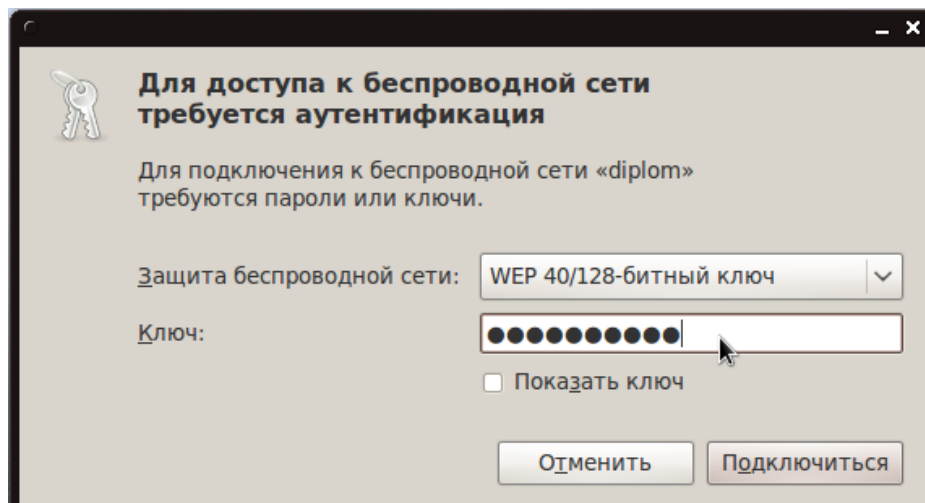 Для доступа к беспроводной сети
требуется аутентификация
Для подключения к беспроводной сети «diplom»
требуются пароли или ключи.
Защита беспроводной сети: WEP 40/128-битный ключ
Ключ: ●●●●●●●●●●
Показать ключ
Отменить Подключиться